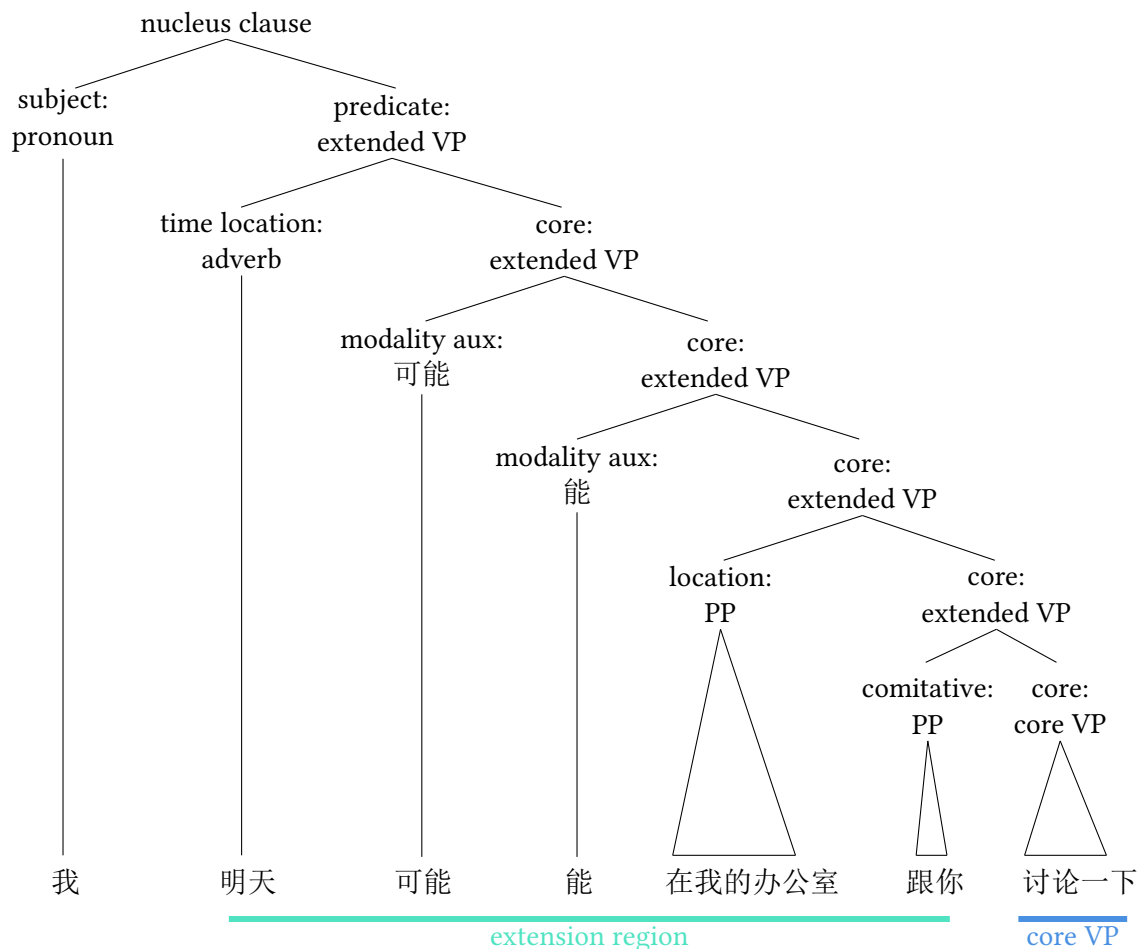 nucleus clause
subject:
pronoun
predicate:
extended VP
time location:
adverb
core:
extended VP
modality aux:
可能
core:
extended VP
modality aux:
能
core:
extended VP
location:
PP
core:
extended VP
comitative:
PP
core:
core VP
我 明天 可能 能 在我的办公室 跟你 讨论一下
extension region core VP